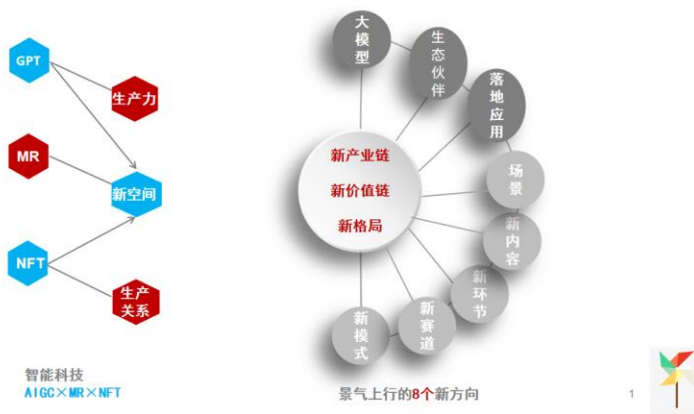 GPT
生产力
MR
新空间
NFT
生产
关系
智能科技
AIGC×MR×NFT
大模型
生态伙伴
落地应用
场景
新内容
新环节
新赛道
新模式
新产业链
新价值链
新格局
景气上行的8个新方向
1